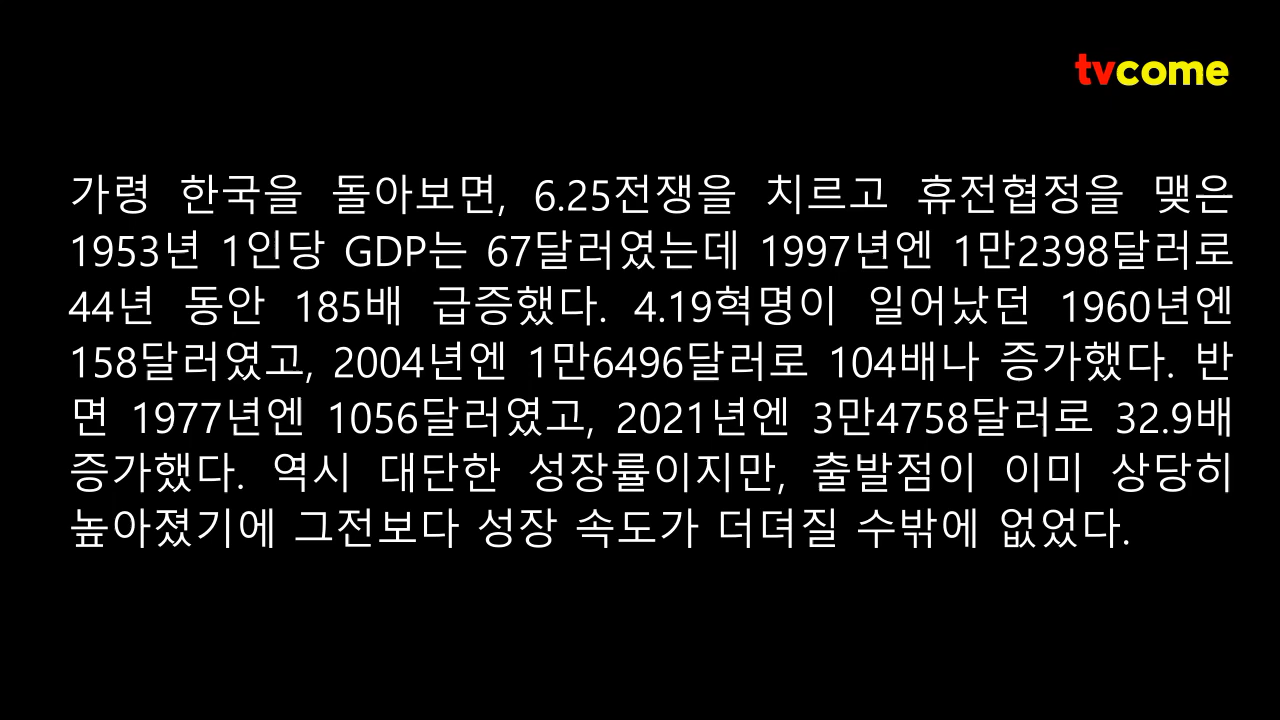 tvcome
가령 한국을 돌아보면, 6.25전쟁을 치르고 휴전협정을 맺은
1953년 1인당 GDP는 67달러였는데 1997년엔 1만2398달러로
44년 동안 185배 급증했다. 4.19혁명이 일어났던 1960년엔
158달러였고, 2004년엔 1만6496달러로 104배나 증가했다. 반
면 1977년엔 1056달러였고, 2021년엔 3만4758달러로 32.9배
증가했다. 역시 대단한 성장률이지만, 출발점이 이미 상당히
높아졌기에 그전보다 성장 속도가 더뎌질 수밖에 없었다.